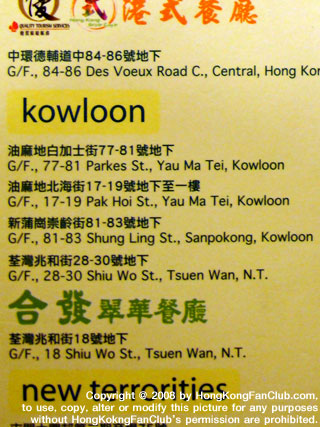 港式餐廳
QUALITY TOURISM SERVICES
中環德輔道中84-86號地下
G/F., 84-86 Des Voeux Road C., Central, Hong Kon
kowloon
油麻地白加士街77-81號地下
G/F., 77-81 Parkes St., Yau Ma Tei, Kowloon
油麻地北海街17-19號地下至一樓
G/F., 17-19 Pak Hoi St., Yau Ma Tei, Kowloon
新蒲崗崇齡街81-83號地下
G/F., 81-83 Shung Ling St., Sanpokong, Kowloon
荃灣兆和街28-30號地下
G/F., 28-30 Shiu Wo St., Tsuen Wan, N.T.
合發翠華餐廳
荃灣兆和街18號地下
G/F., 18 Shiu Wo St., Tsuen Wan, N.T.
new terrorities
Copyright @ 2008 by HongKongFanClub.com,
to use, copy, alter or modify this picture for any purposes
without HongKokngFanClub's permission are prohibited.